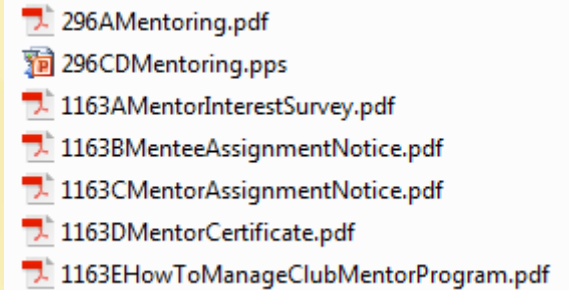 296AMentoring.pdf
296CDMentoring.pps
1163AMentorInterestSurvey.pdf
1163BMenteeAssignmentNotice.pdf
1163CMentorAssignmentNotice.pdf
1163DMentorCertificate.pdf
1163EHowToManageClubMentorProgram.pdf